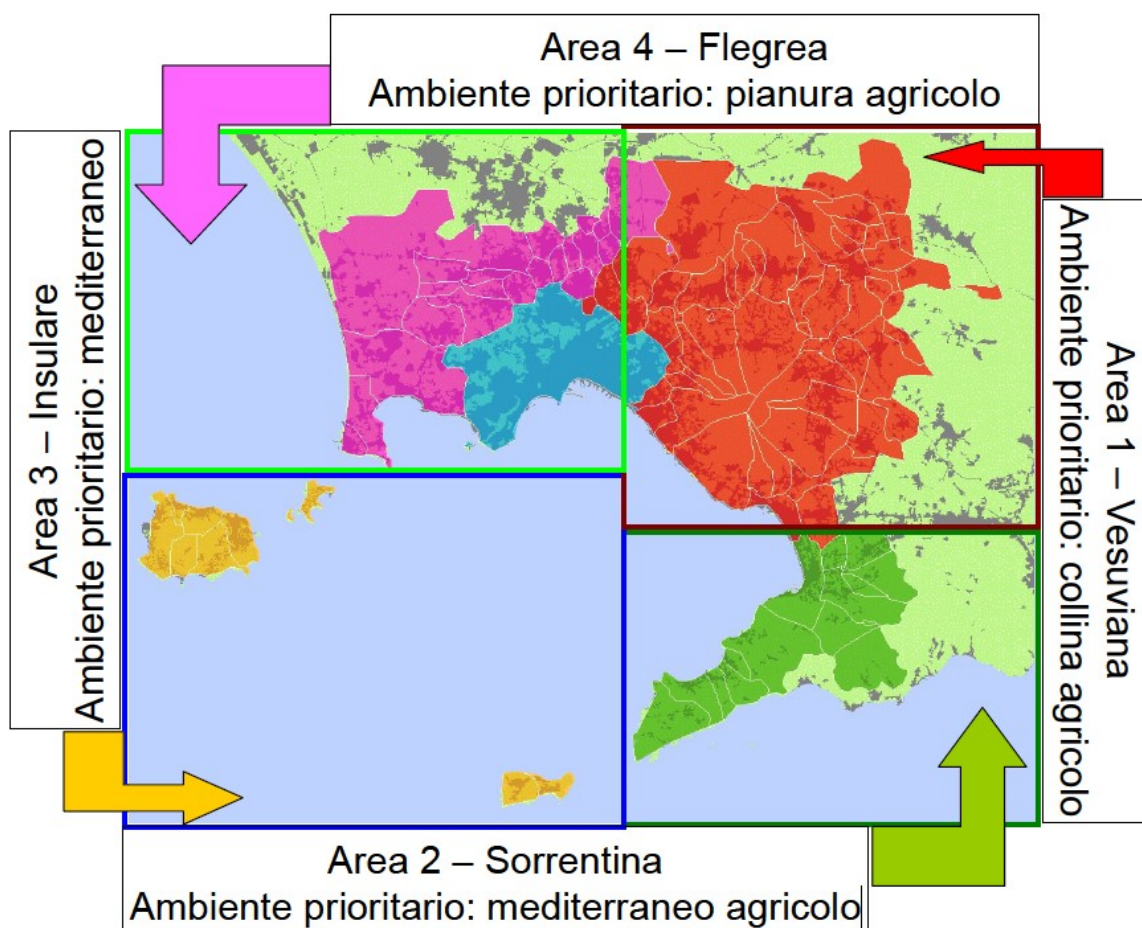 Area 4 – Flegrea
Ambiente prioritario: pianura agricolo
Area 3 – Insulare
Ambiente prioritario: mediterraneo
Area 1 – Vesuviana
Ambiente prioritario: collina agricolo
Area 2 – Sorrentina
Ambiente prioritario: mediterraneo agricolo